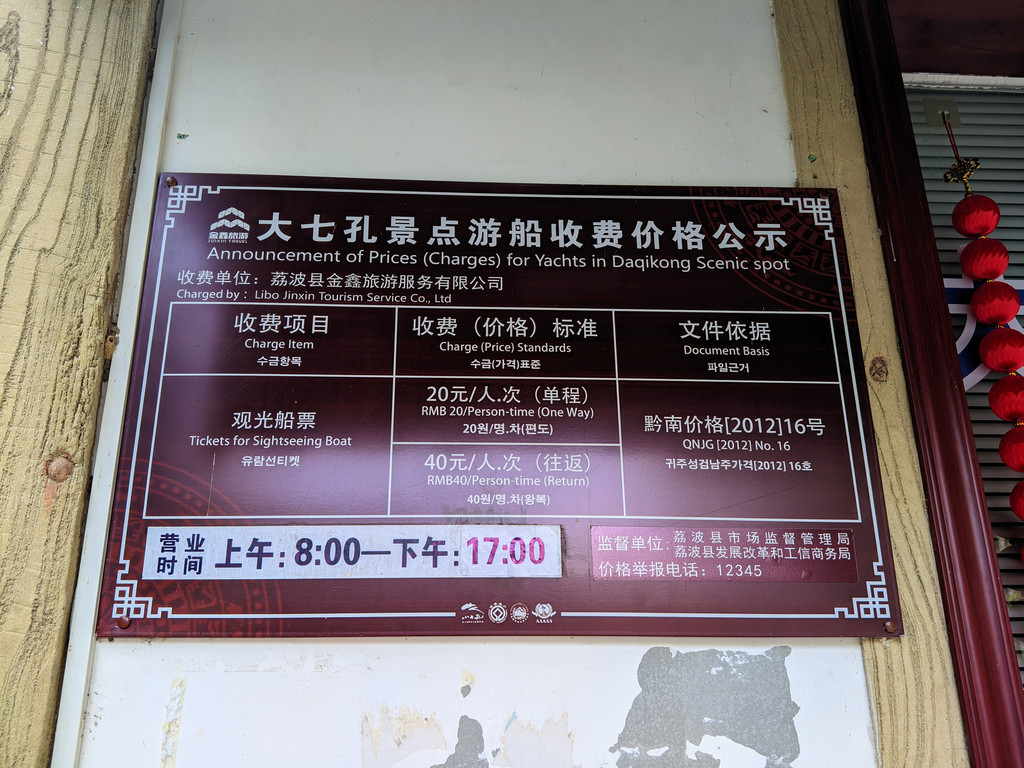 金鑫旅游
JINXIN TRAVEL
大七孔景点游船收费价格公示
Announcement of Prices (Charges) for Yachts in Daqikong Scenic spot
收费单位：荔波县金鑫旅游服务有限公司
Charged by： Libo Jinxin Tourism Service Co., Ltd
收费项目
Charge Item
수금항목
收费（价格）标准
Charge (Price) Standards
수금(가격)표준
文件依据
Document Basis
파일근거
观光船票
Tickets for Sightseeing Boat
유람선티켓
20元/人.次（单程）
RMB 20/Person-time (One Way)
20원/명.차(편도)
40元/人.次（往返）
RMB40/Person-time (Return)
40원/명.차(왕복)
黔南价格[2012]16号
QNJG [2012] No. 16
귀주성검남주가격[2012] 16호
营业时间 上午:8:00—下午:17:00
监督单位: 荔波县市场监督管理局
荔波县发展改革和工信商务局
价格举报电话：12345
AAAAA